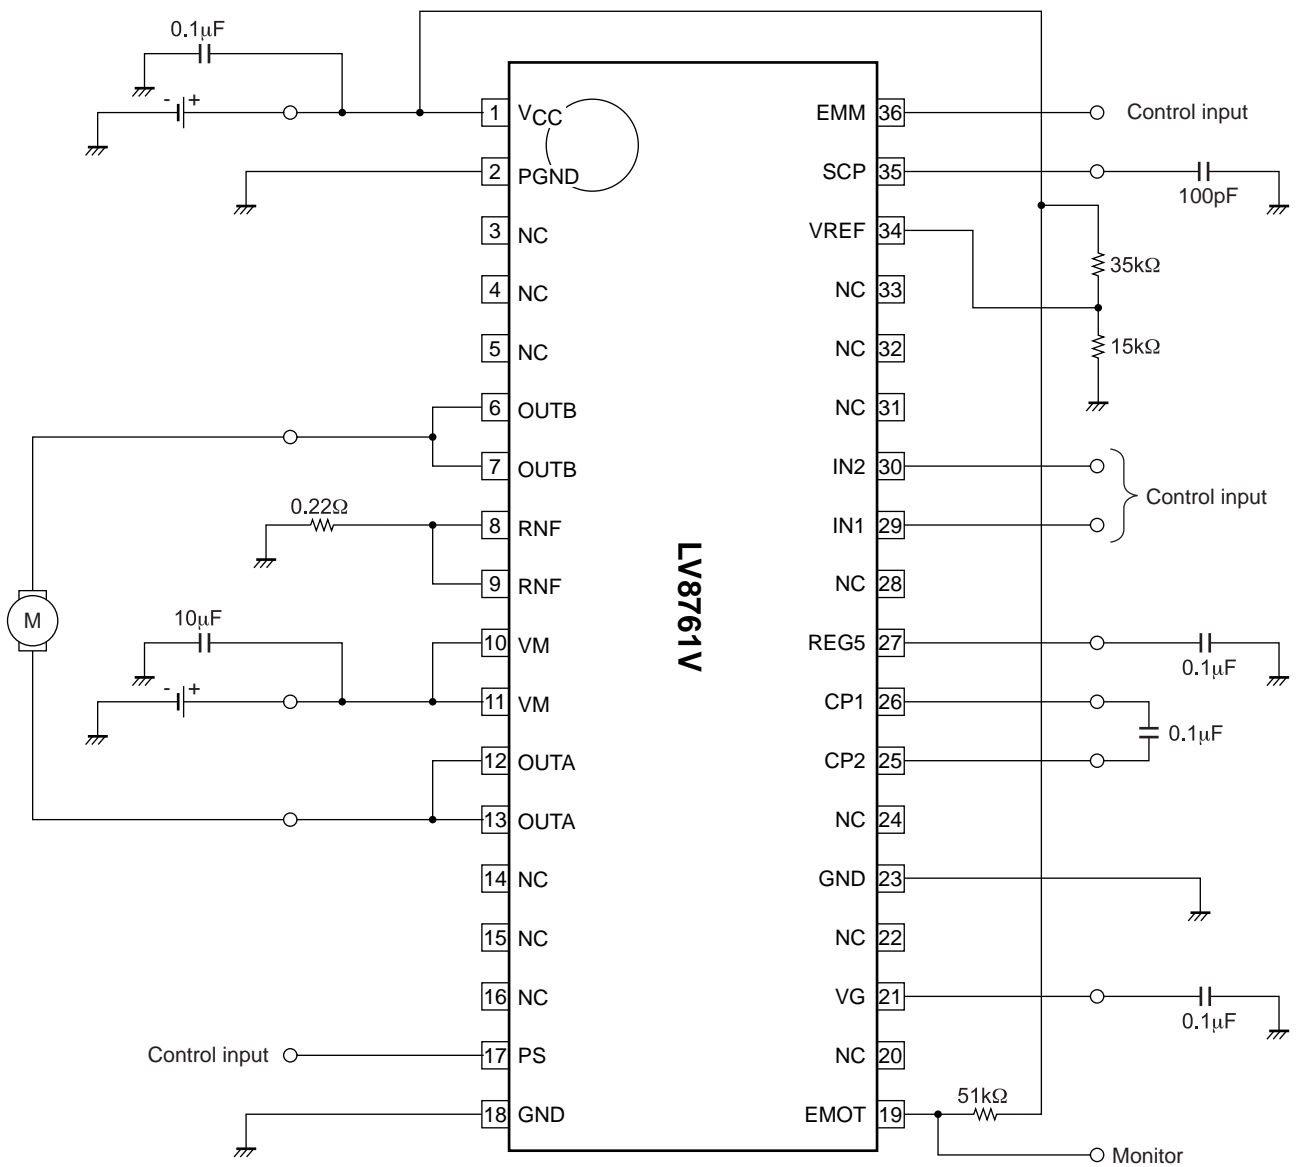 0.1μF
- +
1 VCC
EMM 36
Control input
2 PGND
SCP 35
100pF
3 NC
VREF 34
35kΩ
4 NC
NC 33
5 NC
NC 32
15kΩ
6 OUTB
NC 31
7 OUTB
IN2 30
Control input
0.22Ω
8 RNF
IN1 29
LV8761V
9 RNF
NC 28
M
10μF
10 VM
REG5 27
0.1μF
- +
11 VM
CP1 26
0.1μF
12 OUTA
CP2 25
13 OUTA
NC 24
14 NC
GND 23
15 NC
NC 22
16 NC
VG 21
0.1μF
Control input
17 PS
NC 20
51kΩ
18 GND
EMOT 19
Monitor